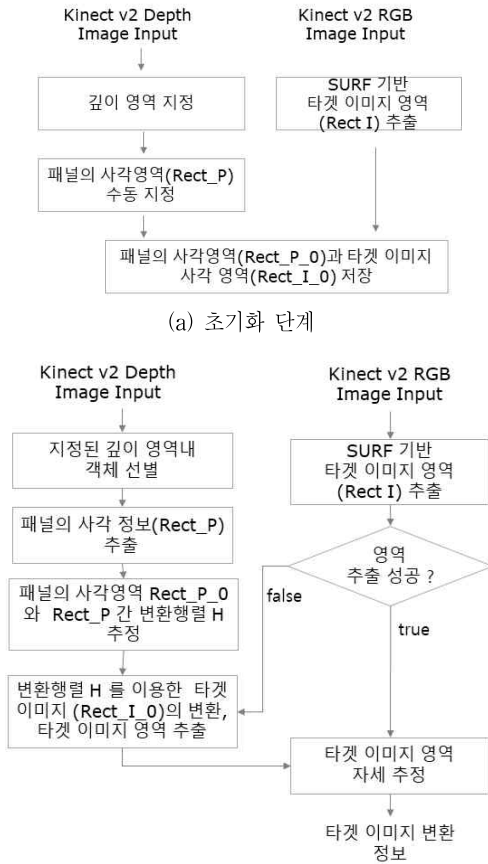 Kinect v2 Depth
Image Input
깊이 영역 지정
패널의 사각영역(Rect_P)
수동 지정
Kinect v2 RGB
Image Input
SURF 기반
타겟 이미지 영역
(Rect I) 추출
패널의 사각영역(Rect_P_0)과 타겟 이미지
사각 영역(Rect_I_0) 저장
(a) 초기화 단계
Kinect v2 Depth
Image Input
지정된 깊이 영역내
객체 선별
패널의 사각 정보(Rect_P)
추출
패널의 사각영역 Rect_P_0
와 Rect_P 간 변환행렬 H
추정
변환행렬 H 를 이용한 타겟
이미지 (Rect_I_0)의 변환,
타겟 이미지 영역 추출
Kinect v2 RGB
Image Input
SURF 기반
타겟 이미지 영역
(Rect I) 추출
영역
추출 성공 ?
false
true
타겟 이미지 영역
자세 추정
타겟 이미지 변환
정보